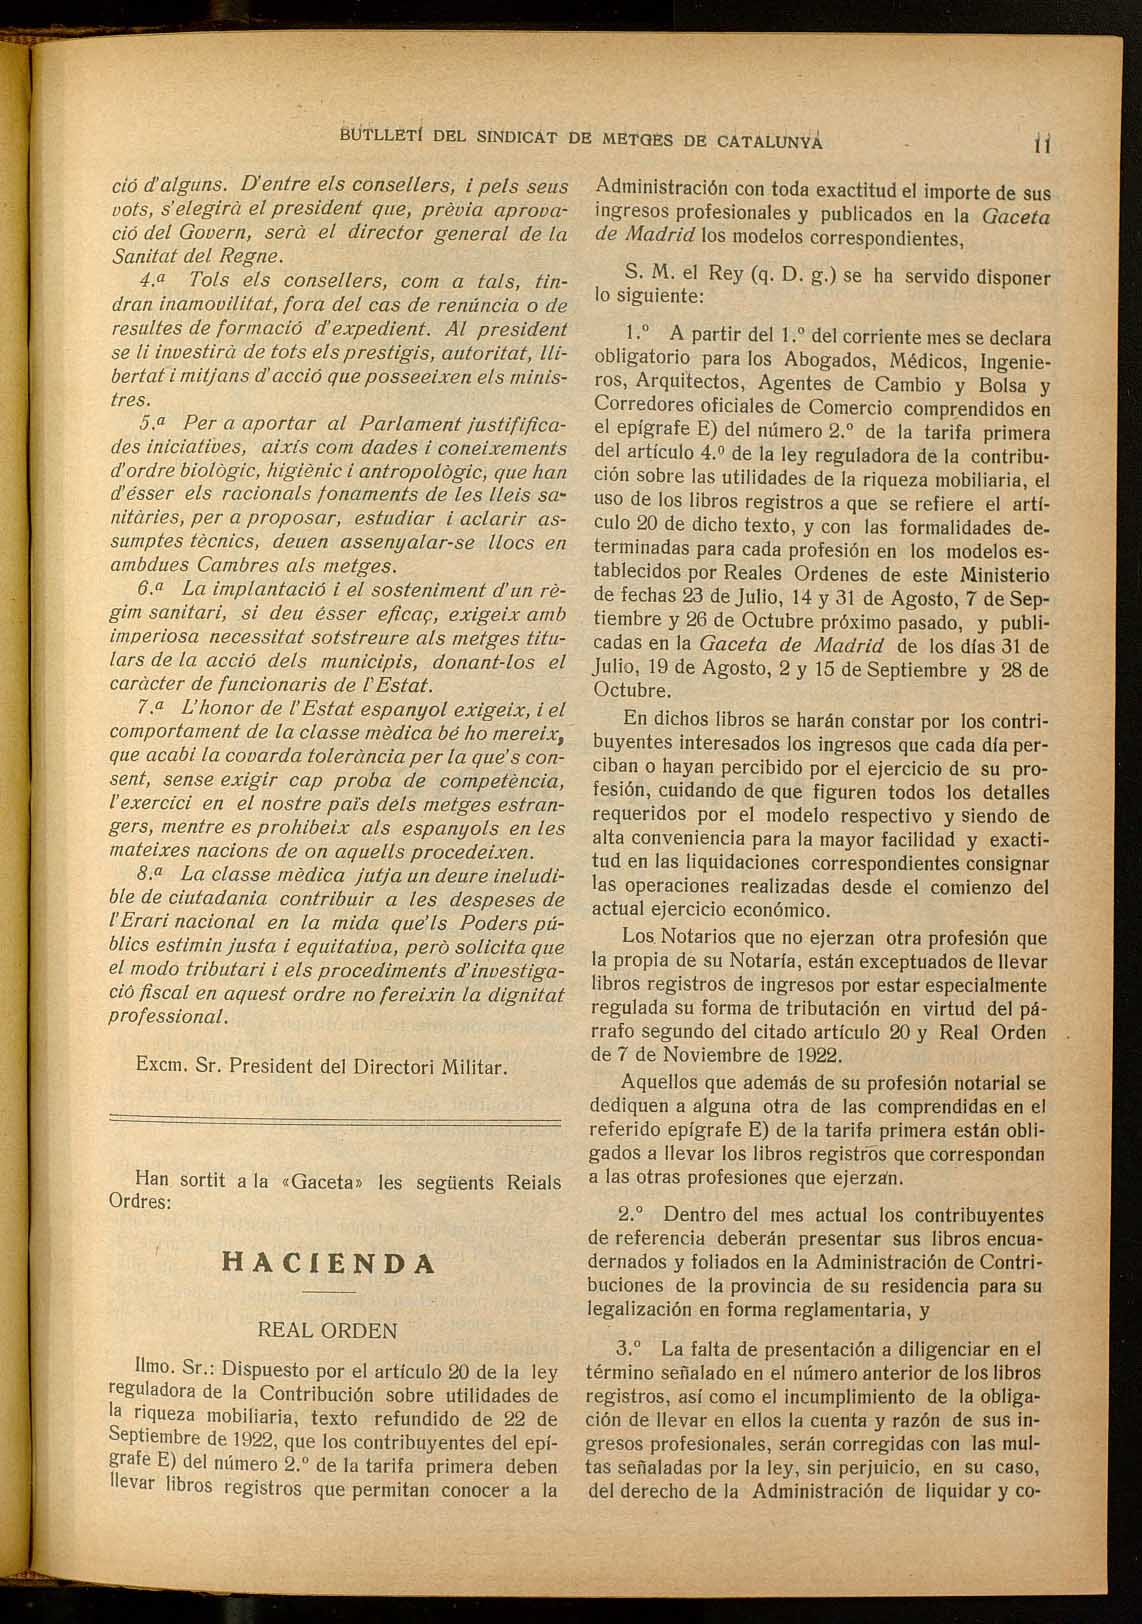 BUTLLETÍ DEL SINDICAT DE METGES DE CATALUNYA
11
ció d'alguns. D'entre els consellers, i pels seus
vots, s'elegirà el president que, prèvia aprova-
ció del Govern, serà el director general de la
Sanitat del Regne.
4.ª Tots els consellers, com a tals, tin-
dran inamovilitat, fora del cas de renúncia o de
resultes de formació d'expedient. Al president
se li investirà de tots els prestigis, autoritat, lli-
bertat i mitjans d'acció que posseeixen els minis-
tres.
5.ª Per a aportar al Parlament justifica-
des iniciatives, aixis com dades i coneixements
d'ordre biològic, higiènic i antropològic, que han
d'ésser els racionals fonaments de les lleis sa-
nitàries, per a proposar, estudiar i aclarir as-
sumptes tècnics, deuen assenyalar-se llocs en
ambdues Cambres als metges.
6.ª La implantació i el sosteniment d'un rè-
gim sanitari, si deu ésser eficaç, exigeix amb
imperiosa necessitat sotstreure als metges titu-
lars de la acció dels municipis, donant-los el
caràcter de funcionaris de l'Estat.
7.ª L'honor de l'Estat espanyol exigeix, i el
comportament de la classe mèdica bé ho mereix,
que acabi la covarda tolerància per la que's con-
sent, sense exigir cap proba de competència,
l'exercici en el nostre país dels metges estran-
gers, mentre es prohibeix als espanyols en les
mateixes nacions de on aquells procedeixen.
8.ª La classe mèdica jutja un deure ineludi-
ble de ciutadania contribuir a les despeses de
l'Erari nacional en la mida que'ls Poders pú-
blics estimin justa i equitativa, però solicita que
el modo tributari i els procediments d'investiga-
ció fiscal en aquest ordre no fereixin la dignitat
professional.
Excm. Sr. President del Directori Militar.
Han sortit a la «Gaceta» les següents Reials
Ordres:
HACIENDA
REAL ORDEN
Ilmo. Sr.: Dispuesto por el artículo 20 de la ley
reguladora de la Contribución sobre utilidades de
la riqueza mobiliaria, texto refundido de 22 de
Septiembre de 1922, que los contribuyentes del epí-
grafe E) del número 2.º de la tarifa primera deben
llevar libros registros que permitan conocer a la
Administración con toda exactitud el importe de sus
ingresos profesionales y publicados en la Gaceta
de Madrid los modelos correspondientes,
S. M. el Rey (q. D. g.) se ha servido disponer
lo siguiente:
1.º A partir del 1.º del corriente mes se declara
obligatorio para los Abogados, Médicos, Ingenie-
ros, Arquitectos, Agentes de Cambio y Bolsa y
Corredores oficiales de Comercio comprendidos en
el epígrafe E) del número 2.º de la tarifa primera
del artículo 4.º de la ley reguladora de la contribu-
ción sobre las utilidades de la riqueza mobiliaria, el
uso de los libros registros a que se refiere el artí-
culo 20 de dicho texto, y con las formalidades de-
terminadas para cada profesión en los modelos es-
tablecidos por Reales Ordenes de este Ministerio
de fechas 23 de Julio, 14 y 31 de Agosto, 7 de Sep-
tiembre y 26 de Octubre próximo pasado, y publi-
cadas en la Gaceta de Madrid de los días 31 de
Julio, 19 de Agosto, 2 y 15 de Septiembre y 28 de
Octubre.
En dichos libros se harán constar por los contri-
buyentes interesados los ingresos que cada día per-
ciban o hayan percibido por el ejercicio de su pro-
fesión, cuidando de que figuren todos los detalles
requeridos por el modelo respectivo y siendo de
alta conveniencia para la mayor facilidad y exacti-
tud en las liquidaciones correspondientes consignar
las operaciones realizadas desde el comienzo del
actual ejercicio económico.
Los Notarios que no ejerzan otra profesión que
la propia de su Notaría, están exceptuados de llevar
libros registros de ingresos por estar especialmente
regulada su forma de tributación en virtud del pá-
rrafo segundo del citado artículo 20 y Real Orden
de 7 de Noviembre de 1922.
Aquellos que además de su profesión notarial se
dediquen a alguna otra de las comprendidas en el
referido epígrafe E) de la tarifa primera están obli-
gados a llevar los libros registros que correspondan
a las otras profesiones que ejerzan.
2.º Dentro del mes actual los contribuyentes
de referencia deberán presentar sus libros encua-
dernados y foliados en la Administración de Contri-
buciones de la provincia de su residencia para su
legalización en forma reglamentaria, y
3.º La falta de presentación a diligenciar en el
término señalado en el número anterior de los libros
registros, así como el incumplimiento de la obliga-
ción de llevar en ellos la cuenta y razón de sus in-
gresos profesionales, serán corregidas con las mul-
tas señaladas por la ley, sin perjuicio, en su caso,
del derecho de la Administración de liquidar y co-